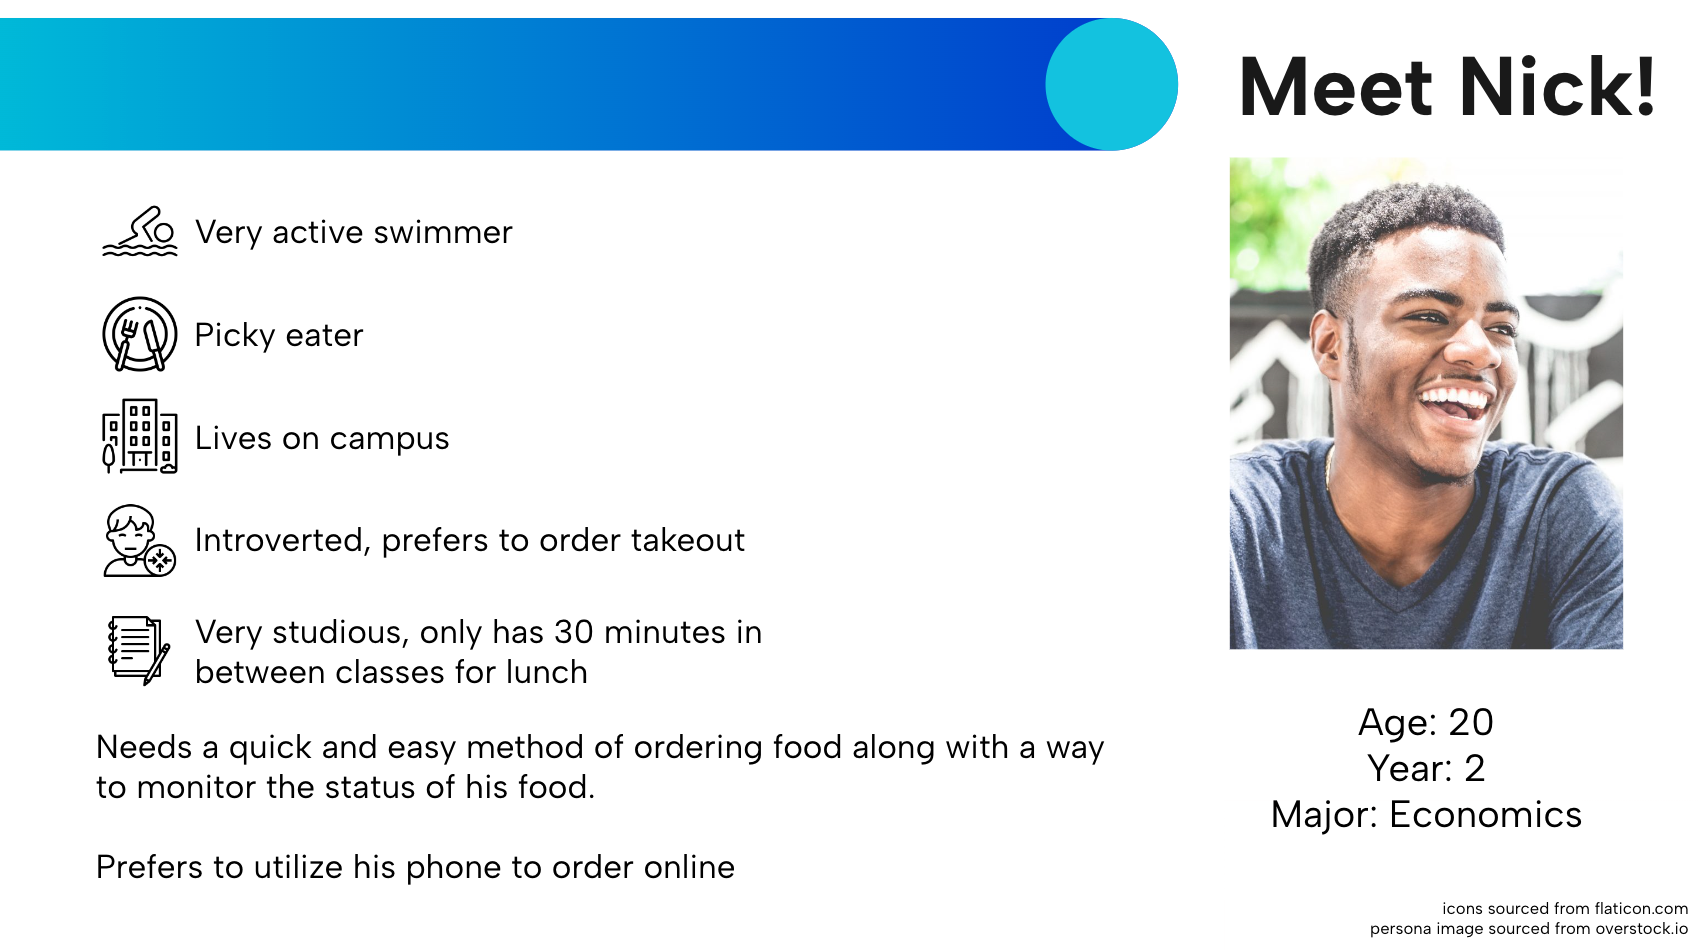 Meet Nick!
Very active swimmer
Picky eater
Lives on campus
Introverted, prefers to order takeout
Very studious, only has 30 minutes in
between classes for lunch
Needs a quick and easy method of ordering food along with a way
to monitor the status of his food.
Prefers to utilize his phone to order online
Age: 20
Year: 2
Major: Economics
icons sourced from flaticon.com
persona image sourced from overstock.io